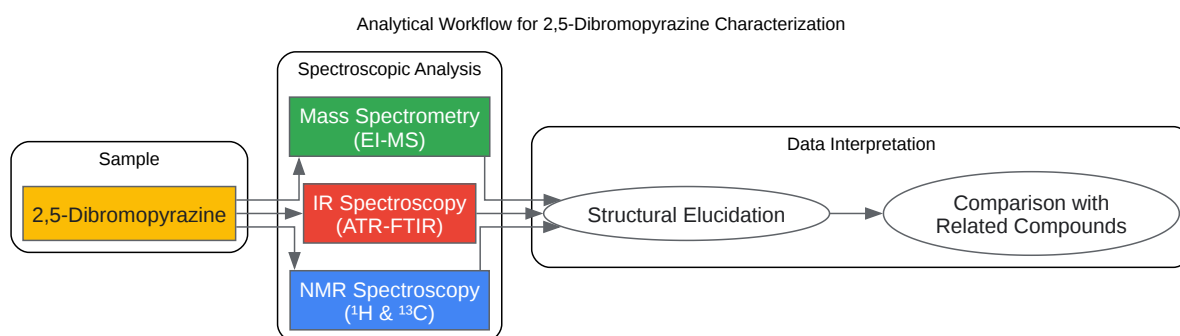 Analytical Workflow for 2,5-Dibromopyrazine Characterization
Sample
2,5-Dibromopyrazine
Spectroscopic Analysis
Mass Spectrometry
(EI-MS)
IR Spectroscopy
(ATR-FTIR)
NMR Spectroscopy
(¹H & ¹³C)
Data Interpretation
Structural Elucidation
Comparison with
Related Compounds